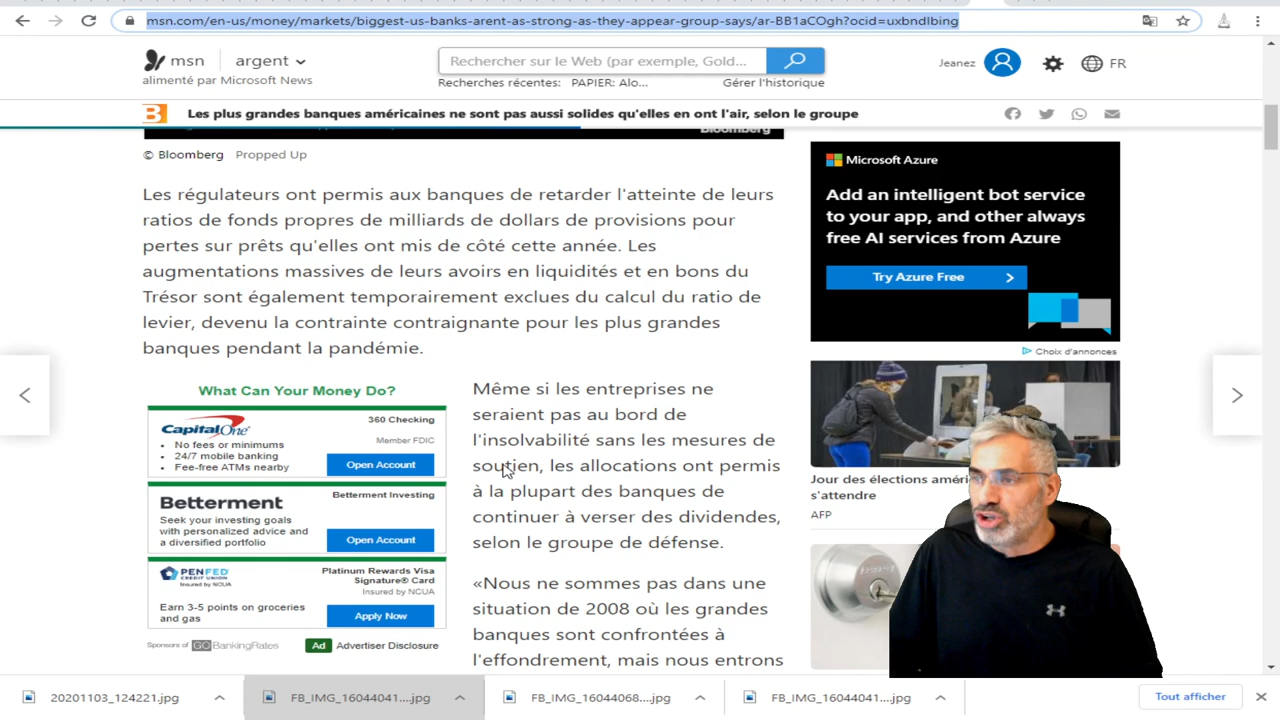 msn.com/en-us/money/markets/biggest-us-banks-arent-as-strong-as-they-appear-group-says/ar-BB1aCOgh?ocid=uxbndlbing
msn argent
alimenté par Microsoft News
Rechercher sur le Web (par exemple, Gold...
Recherches récentes: PAPIER: Alo... Gérer l'historique
Jeanez FR
B Les plus grandes banques américaines ne sont pas aussi solides qu'elles en ont l'air, selon le groupe
Bloomberg
© Bloomberg Propped Up
Les régulateurs ont permis aux banques de retarder l'atteinte de leurs
ratios de fonds propres de milliards de dollars de provisions pour
pertes sur prêts qu'elles ont mis de côté cette année. Les
augmentations massives de leurs avoirs en liquidités et en bons du
Trésor sont également temporairement exclues du calcul du ratio de
levier, devenu la contrainte contraignante pour les plus grandes
banques pendant la pandémie.
What Can Your Money Do?
Capital One 360 Checking
Member FDIC
• No fees or minimums
• 24/7 mobile banking
• Fee-free ATMs nearby
Open Account
Betterment Betterment Investing
Seek your investing goals
with personalized advice and
a diversified portfolio
Open Account
PENFED
CREDIT UNION
Insured by NCUA
Platinum Rewards Visa
Signature® Card
Insured by NCUA
Earn 3-5 points on groceries
and gas
Apply Now
Sponsors of GOBankingRates Ad Advertiser Disclosure
Même si les entreprises ne
seraient pas au bord de
l'insolvabilité sans les mesures de
soutien, les allocations ont permis
à la plupart des banques de
continuer à verser des dividendes,
selon le groupe de défense.
«Nous ne sommes pas dans une
situation de 2008 où les grandes
banques sont confrontées à
l'effondrement, mais nous entrons
Microsoft Azure
Add an intelligent bot service
to your app, and other always
free AI services from Azure
Try Azure Free
Choix d'annonces
Jour des élections améri
s'attendre
AFP
20201103_124221.jpg
FB_IMG_16044041....jpg
FB_IMG_16044068....jpg
FB_IMG_16044041....jpg
Tout afficher